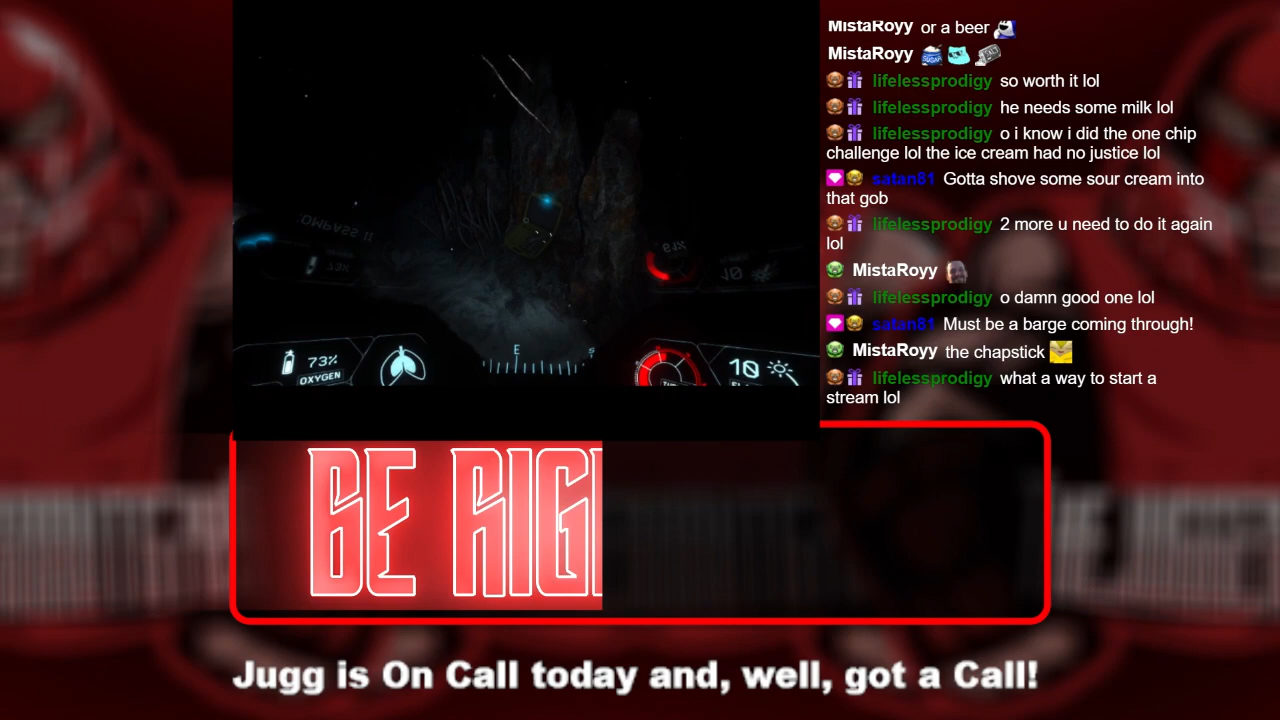 MistaRoyy or a beer
MistaRoyy
lifelessprodigy so worth it lol
lifelessprodigy he needs some milk lol
lifelessprodigy o i know i did the one chip
challenge lol the ice cream had no justice lol
satan81 Gotta shove some sour cream into
that gob
lifelessprodigy 2 more u need to do it again
lol
MistaRoyy
lifelessprodigy o damn good one lol
satan81 Must be a barge coming through!
MistaRoyy the chapstick
lifelessprodigy what a way to start a
stream lol
73%
OXYGEN
E
10
BE RIG
Jugg is On Call today and, well, got a Call!